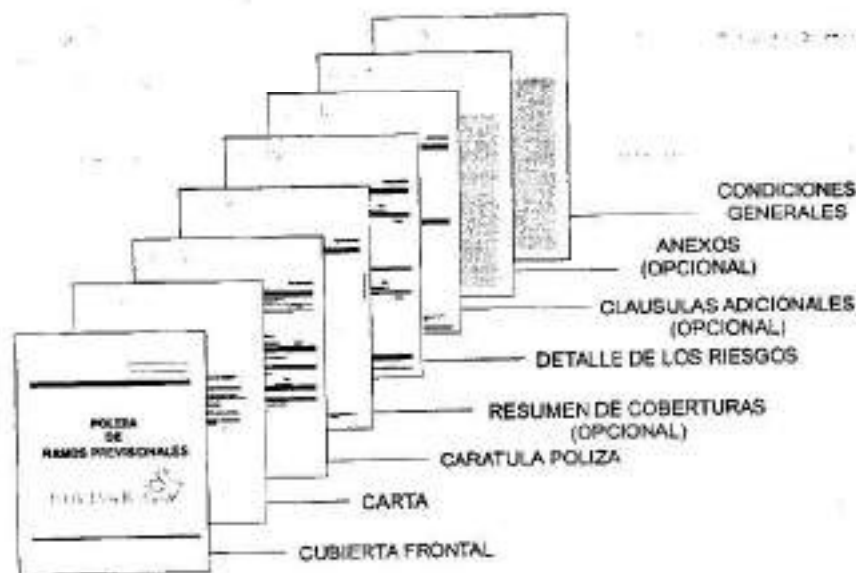 CONDICIONES
GENERALES
ANEXOS
(OPCIONAL)
CLAUSULAS ADICIONALES
(OPCIONAL)
DETALLE DE LOS RIESGOS
RESUMEN DE COBERTURAS
(OPCIONAL)
CARATULA POLIZA
CARTA
CUBIERTA FRONTAL
POLIZA
DE
RAMOS PREVISIONALES